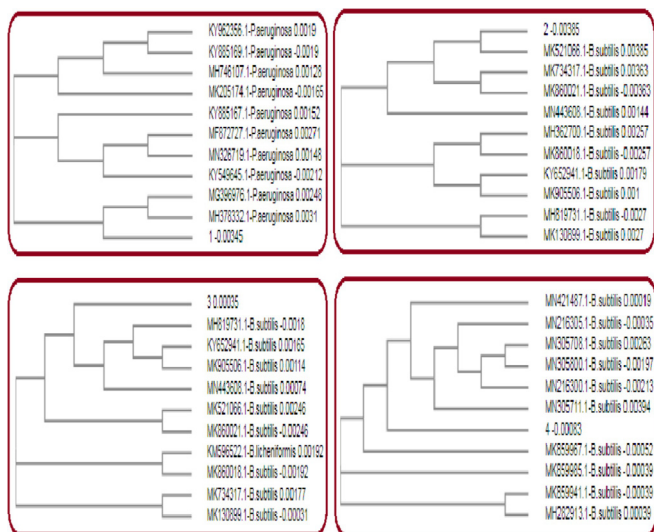 KY962356.1-P.aeruginosa 0.0019
KY885169.1-P.aeruginosa -0.0019
MH746107.1-P.aeruginosa 0.00128
MK205174.1-P.aeruginosa -0.00165
KY885167.1-P.aeruginosa 0.00152
MF872727.1-P.aeruginosa 0.00271
MN326719.1-P.aeruginosa 0.00148
KY549645.1-P.aeruginosa -0.00212
MG396976.1-P.aeruginosa 0.00248
MH378332.1-P.aeruginosa 0.0031
1 -0.00345
2 -0.00385
MK521066.1-B.subtilis 0.00385
MK734317.1-B.subtilis 0.00363
MK860021.1-B.subtilis -0.00363
MN443608.1-B.subtilis 0.00144
MH362700.1-B.subtilis 0.00257
MK860018.1-B.subtilis -0.00257
KY652941.1-B.subtilis 0.00179
MK905506.1-B.subtilis 0.001
MH819731.1-B.subtilis -0.0027
MK130899.1-B.subtilis 0.0027
3 0.00035
MH819731.1-B.subtilis -0.0018
KY652941.1-B.subtilis 0.00165
MK905506.1-B.subtilis 0.00114
MN443608.1-B.subtilis 0.00074
MK521066.1-B.subtilis 0.00246
MK860021.1-B.subtilis -0.00246
KM596522.1-B.licheniformis 0.00192
MK860018.1-B.subtilis -0.00192
MK734317.1-B.subtilis 0.00177
MK130899.1-B.subtilis -0.00031
MN421487.1-B.subtilis 0.00019
MN216305.1-B.subtilis -0.00035
MN305708.1-B.subtilis 0.00263
MN305800.1-B.subtilis -0.00197
MN216300.1-B.subtilis -0.00213
MN305711.1-B.subtilis 0.00394
4 -0.00083
MK859967.1-B.subtilis -0.00052
MK859985.1-B.subtilis -0.00039
MK859941.1-B.subtilis -0.00039
MH282913.1-B.subtilis 0.00039